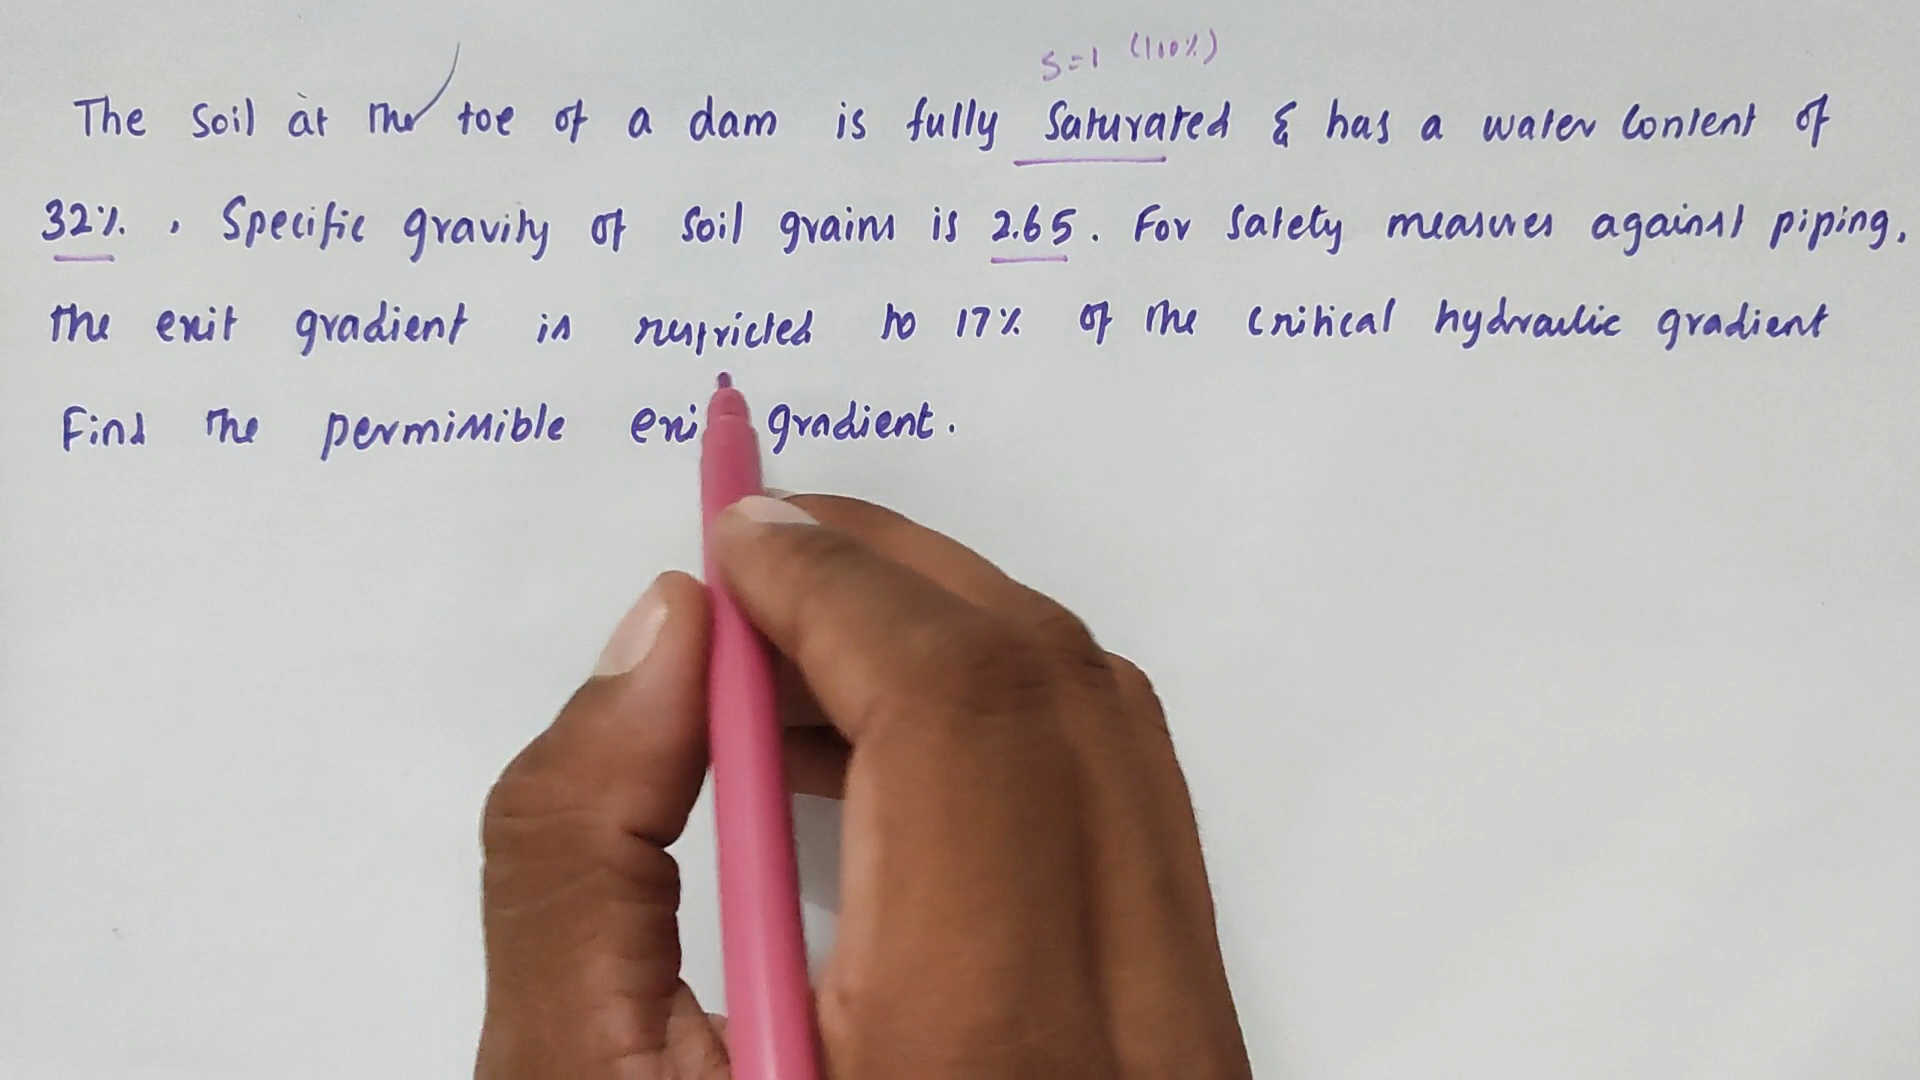 S=1 (100%)
The soil at the toe of a dam is fully saturated & has a water content of
32%. , Specific gravity of soil grains is 2.65. For safety measures against piping,
the exit gradient is restricted to 17% of the critical hydraulic gradient
Find the permissible exi gradient.